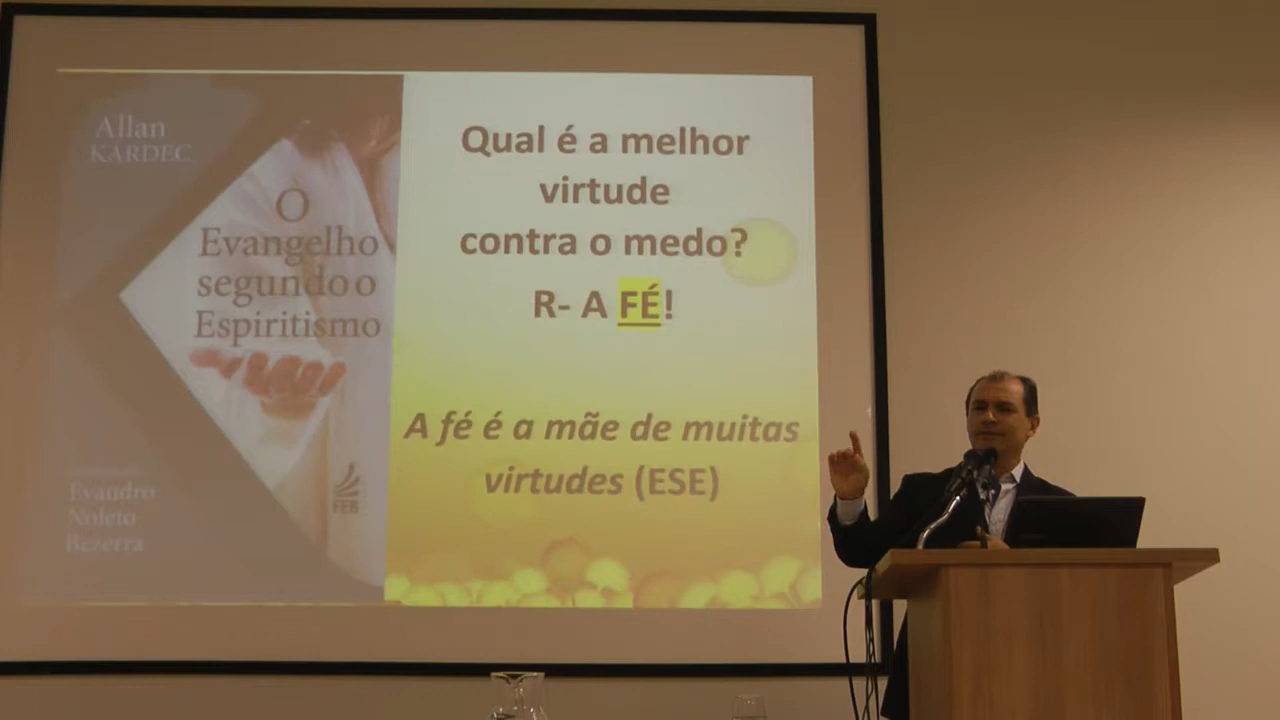 Allan
KARDEC
O
Evangelho
segundo o
Espiritismo
Evandro
Noleto
Bezerra
FEB
Qual é a melhor
virtude
contra o medo?
R- A FÉ!
A fé é a mãe de muitas
virtudes (ESE)